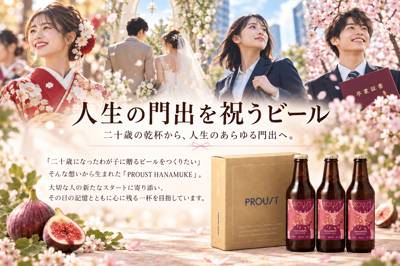 卒業証書
人生の門出を祝うビール
二十歳の乾杯から、人生のあらゆる門出へ。
「二十歳になったわが子に贈るビールをつくりたい」
そんな想いから生まれた「PROUST HANAMUKE」。
大切な人の新たなスタートに寄り添い、
その日の記憶とともに心に残る一杯を目指しています。
PROUST
PROUST
PROUST
PROUST